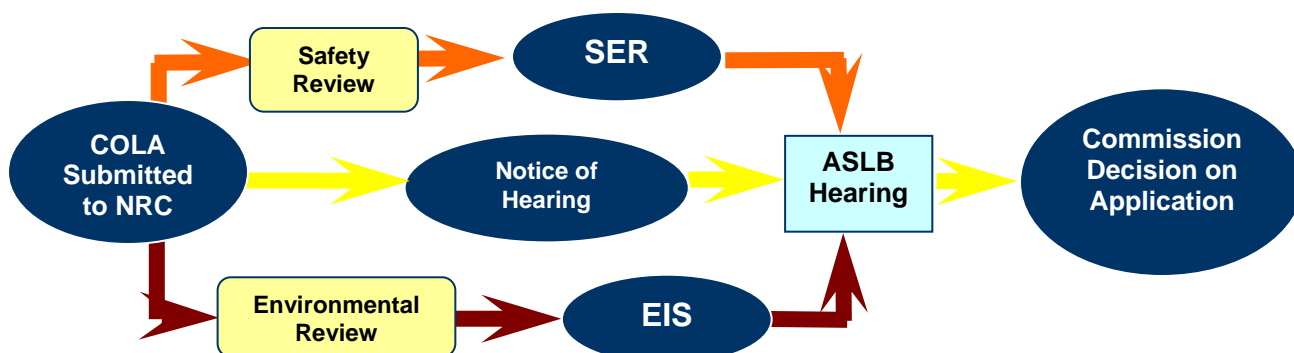 Safety
Review
SER
COLA
Submitted
to NRC
Notice of
Hearing
ASLB
Hearing
Commission
Decision on
Application
Environmental
Review
EIS